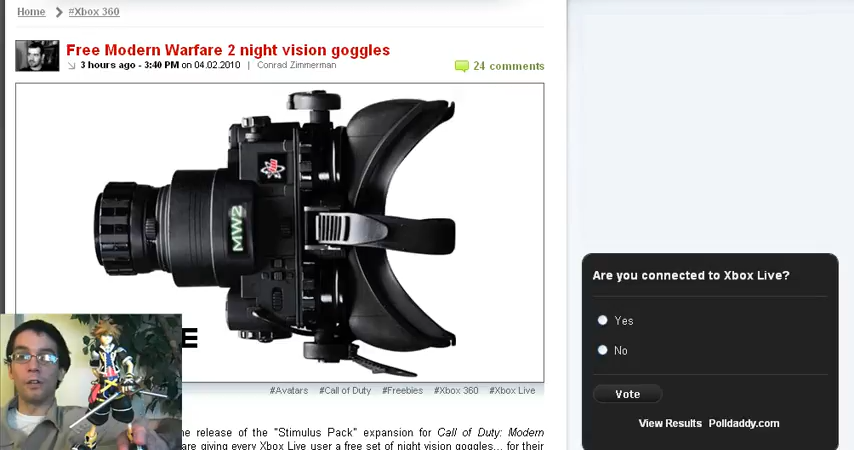 Home > #Xbox 360
Free Modern Warfare 2 night vision goggles
3 hours ago - 3:40 PM on 04.02.2010 | Conrad Zimmerman
24 comments
MW2
E
#Avatars #Call of Duty #Freebies #Xbox 360 #Xbox Live
he release of the "Stimulus Pack" expansion for Call of Duty: Modern
are giving every Xbox Live user a free set of night vision goggles... for their
Are you connected to Xbox Live?
Yes
No
Vote
View Results Polldaddy.com